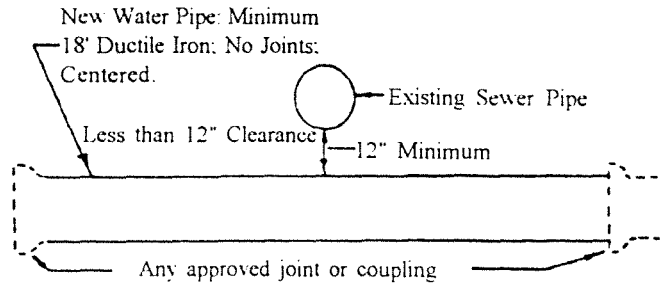 New Water Pipe: Minimum
18' Ductile Iron; No Joints;
Centered.
Existing Sewer Pipe
Less than 12" Clearance
12" Minimum
Any approved joint or coupling